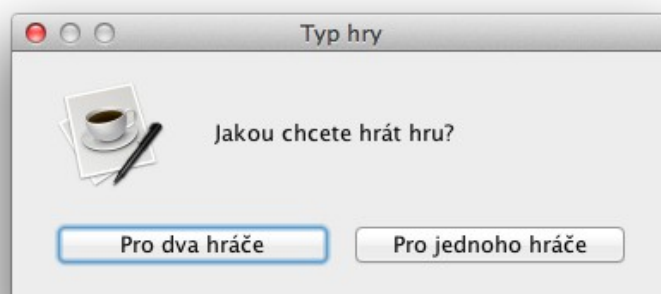 Typ hry
Jakou chcete hrát hru?
Pro dva hráče
Pro jednoho hráče